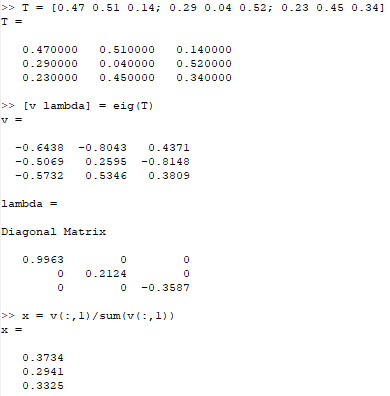 >> T = [0.47 0.51 0.14; 0.29 0.04 0.52; 0.23 0.45 0.34]
T =
0.470000 0.510000 0.140000
0.290000 0.040000 0.520000
0.230000 0.450000 0.340000
>> [v lambda] = eig(T)
v =
-0.6438 -0.8043 0.4371
-0.5069 0.2595 -0.8148
-0.5732 0.5346 0.3809
lambda =
Diagonal Matrix
0.9963 0 0
0 0.2124 0
0 0 -0.3587
>> x = v(:,1)/sum(v(:,1))
x =
0.3734
0.2941
0.3325